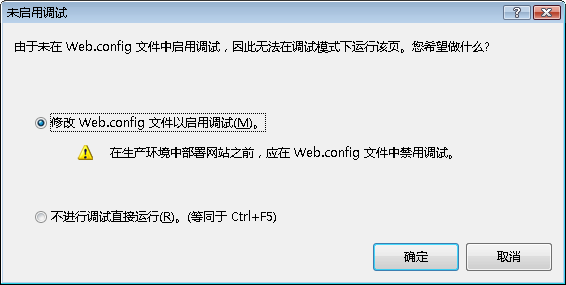 未启用调试
由于未在 Web.config 文件中启用调试，因此无法在调试模式下运行该页。您希望做什么?
修改 Web.config 文件以启用调试(M)。
在生产环境中部署网站之前，应在 Web.config 文件中禁用调试。
不进行调试直接运行(R)。(等同于 Ctrl+F5)
确定 取消